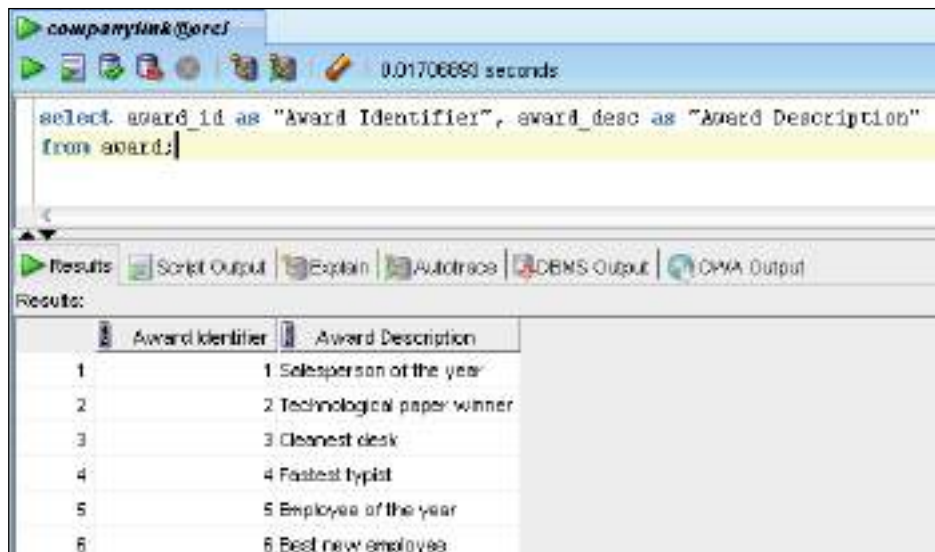 companylink@orcl
0.01706693 seconds
select award_id as "Award Identifier", award_desc as "Award Description"
from award;
Results Script Output Explain Autotrace DBMS Output OWA Output
Results:
Award Identifier Award Description
1 1 Salesperson of the year
2 2 Technological paper winner
3 3 Cleanest desk
4 4 Fastest typist
5 5 Employee of the year
6 6 Best new employee